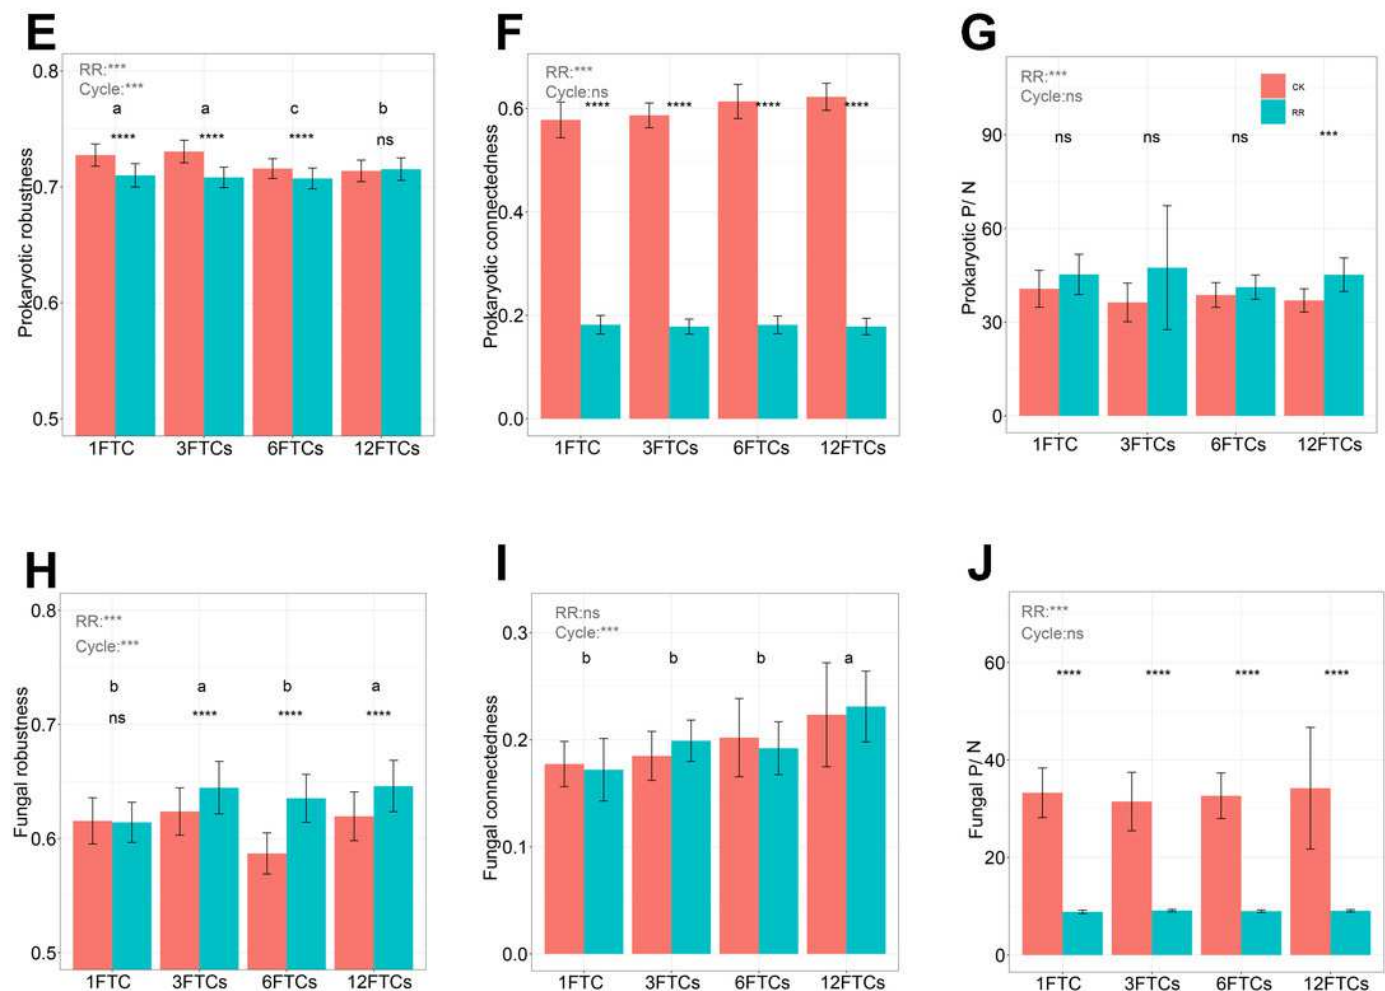 E
RR:***
Cycle:***
a a c b
**** **** **** ns
Prokaryotic robustness
0.8
0.7
0.6
0.5
1FTC 3FTCs 6FTCs 12FTCs
F
RR:***
Cycle:ns
**** **** **** ****
Prokaryotic connectedness
0.6
0.4
0.2
0.0
1FTC 3FTCs 6FTCs 12FTCs
G
RR:***
Cycle:ns
CK
RR
ns ns ns ***
Prokaryotic P/ N
90
60
30
0
1FTC 3FTCs 6FTCs 12FTCs
H
RR:***
Cycle:***
b a b a
ns **** **** ****
Fungal robustness
0.8
0.7
0.6
0.5
1FTC 3FTCs 6FTCs 12FTCs
I
RR:ns
Cycle:***
b b b a
Fungal connectedness
0.3
0.2
0.1
0.0
1FTC 3FTCs 6FTCs 12FTCs
J
RR:***
Cycle:ns
**** **** **** ****
Fungal P/ N
60
40
20
0
1FTC 3FTCs 6FTCs 12FTCs